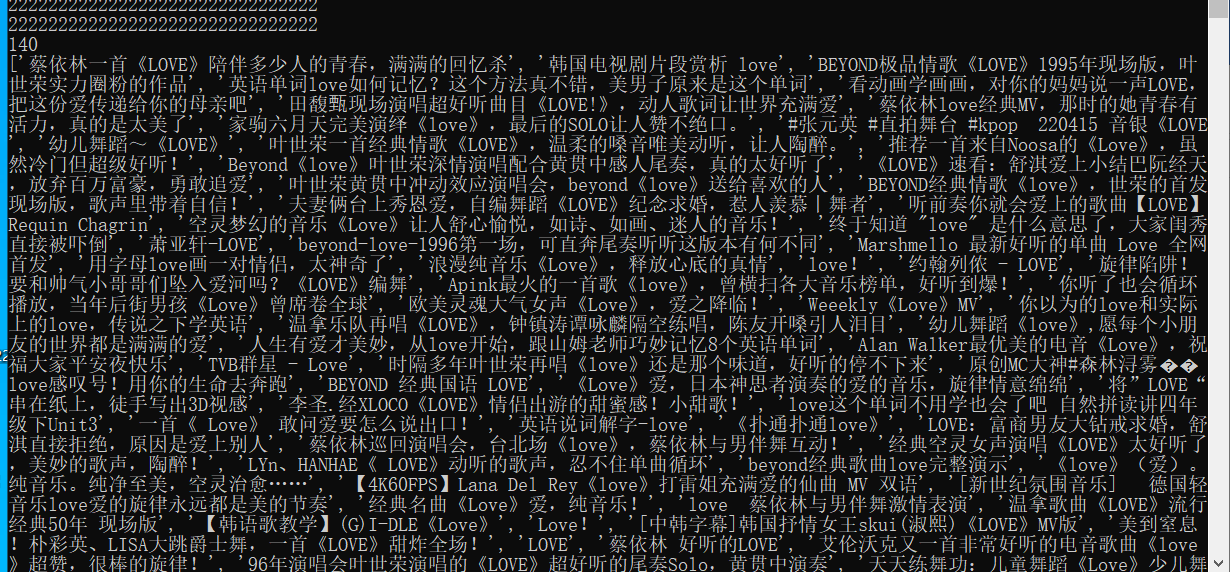 2222222222222222222222222222222
2222222222222222222222222222222
140
['蔡依林一首《LOVE》陪伴多少人的青春，满满的回忆杀', '韩国电视剧片段赏析 love', 'BEYOND极品情歌《LOVE》1995年现场版，叶
世荣实力圈粉的作品', '英语单词love如何记忆？这个方法真不错，美男子原来是这个单词', '看动画学画画，对你的妈妈说一声LOVE，
把这份爱传递给你的母亲吧', '田馥甄现场演唱超好听曲目《LOVE!》，动人歌词让世界充满爱', '蔡依林love经典MV，那时的她青春有
活力，真的是太美了', '家驹六月天完美演绎《love》，最后的SOLO让人赞不绝口。', '#张元英 #直拍舞台 #kpop  220415 音银《LOVE
', '幼儿舞蹈～《LOVE》', '叶世荣一首经典情歌《LOVE》，温柔的嗓音唯美动听，让人陶醉。', '推荐一首来自Noosa的《Love》，虽
然冷门但超级好听！', 'Beyond《love》叶世荣深情演唱配合黄贯中感人尾奏，真的太好听了', '《LOVE》速看：舒淇爱上小结巴阮经天
，放弃百万富豪，勇敢追爱', '叶世荣黄贯中冲动效应演唱会，beyond《love》送给喜欢的人', 'BEYOND经典情歌《LOVE》，世荣的首发
现场版，歌声里带着自信！', '夫妻俩台上秀恩爱，自编舞蹈《LOVE》纪念求婚，惹人羡慕丨舞者', '听前奏你就会爱上的歌曲【LOVE】
Requin Chagrin', '空灵梦幻的音乐《Love》让人舒心愉悦，如诗、如画、迷人的音乐！', '终于知道 "love" 是什么意思了，大家闺秀
直接被吓倒', '萧亚轩-LOVE', 'beyond-love-1996第一场，可直奔尾奏听听这版本有何不同', 'Marshmello 最新好听的单曲 Love 全网
首发', '用字母love画一对情侣，太神奇了', '浪漫纯音乐《Love》，释放心底的真情', 'love！', '约翰列侬 - LOVE', '旋律陷阱！
要和帅气小哥哥们坠入爱河吗？《LOVE》编舞', 'Apink最火的一首歌《love》，曾横扫各大音乐榜单，好听到爆！', '你听了也会循环
播放，当年后街男孩《Love》曾席卷全球', '欧美灵魂大气女声《Love》，爱之降临！', 'Weeekly《Love》MV', '你以为的love和实际
上的love，传说之下学英语', '温拿乐队再唱《LOVE》，钟镇涛谭咏麟隔空练唱，陈友开嗓引人泪目', '幼儿舞蹈《love》,愿每个小朋
友的世界都是满满的爱', '人生有爱才美妙，从love开始，跟山姆老师巧妙记忆8个英语单词', 'Alan Walker最优美的电音《Love》，祝
福大家平安夜快乐', 'TVB群星 - Love', '时隔多年叶世荣再唱《love》还是那个味道，好听的停不下来', '原创MC大神#森林浔雾��
love感叹号！用你的生命去奔跑', 'BEYOND 经典国语 LOVE', '《Love》爱，日本神思者演奏的爱的音乐，旋律情意绵绵', '将”LOVE“
串在纸上，徒手写出3D视感', '李圣.经XLOCO《LOVE》情侣出游的甜蜜感！小甜歌！', 'love这个单词不用学也会了吧 自然拼读讲四年
级下Unit3', '一首《 Love》 敢问爱要怎么说出口！', '英语说词解字-love', '《扑通扑通love》', 'LOVE：富商男友大钻戒求婚，舒
淇直接拒绝，原因是爱上别人', '蔡依林巡回演唱会，台北场《love》，蔡依林与男伴舞互动！', '经典空灵女声演唱《LOVE》太好听了
，美妙的歌声，陶醉！', 'LYn、HANHAE《 LOVE》动听的歌声，忍不住单曲循环', 'beyond经典歌曲love完整演示', '《love》（爱）。
纯音乐。纯净至美，空灵治愈……', '【4K60FPS】Lana Del Rey《love》打雷姐充满爱的仙曲 MV 双语', '[新世纪氛围音乐]  德国轻
音乐love爱的旋律永远都是美的节奏', '经典名曲《Love》爱，纯音乐！', 'love  蔡依林与男伴舞激情表演', '温拿歌曲《LOVE》流行
经典50年 现场版', '【韩语歌教学】(G)I-DLE《Love》', 'Love！', '[中韩字幕]韩国抒情女王skui(淑熙)《LOVE》MV版', '美到窒息
！朴彩英、LISA大跳爵士舞，一首《LOVE》甜炸全场！', 'LOVE', '蔡依林 好听的LOVE', '艾伦沃克又一首非常好听的电音歌曲《love
》超赞，很棒的旋律！', '96年演唱会叶世荣的《LOVE》超好听的尾奏Solo，黄贯中演奏', '天天练舞功：儿童舞蹈《LOVE》少儿舞